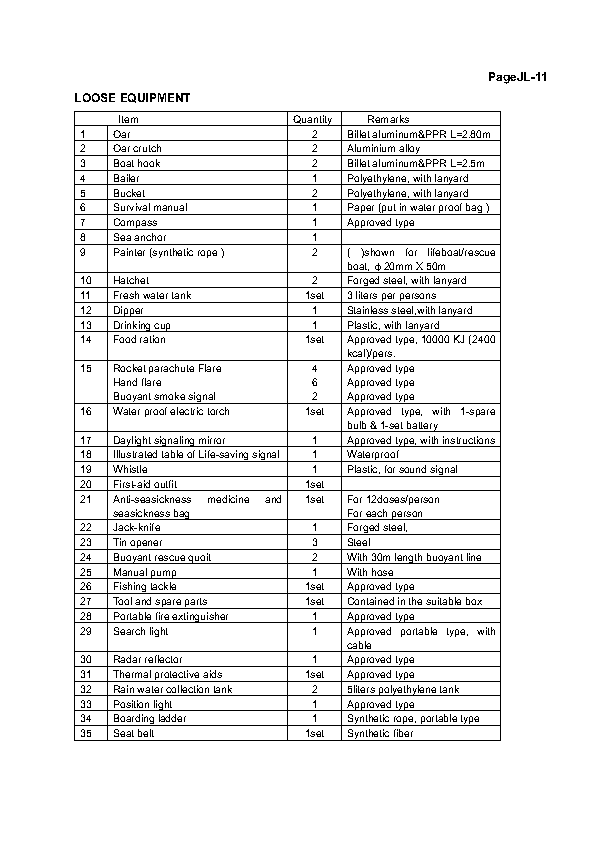 PageJL-11
LOOSE EQUIPMENT
Item Quantity Remarks
1 Oar 2 Billet aluminum&PPR L=2.80m
2 Oar crutch 2 Aluminium alloy
3 Boat hook 2 Billet aluminum&PPR L=2.5m
4 Bailer 1 Polyethylene, with lanyard
5 Bucket 2 Polyethylene, with lanyard
6 Survival manual 1 Paper (put in water proof bag )
7 Compass 1 Approved type
8 Sea anchor 1
9 Painter (synthetic rope ) 2 ( )shown for lifeboat/rescue
boat, φ20mm X 50m
10 Hatchet 2 Forged steel, with lanyard
11 Fresh water tank 1set 3 liters per persons
12 Dipper 1 Stainless steel,with lanyard
13 Drinking cup 1 Plastic, with lanyard
14 Food ration 1set Approved type, 10000 KJ (2400
kcal)/pers.
15 Rocket parachute Flare 4 Approved type
Hand flare 6 Approved type
Buoyant smoke signal 2 Approved type
16 Water proof electric torch 1set Approved type, with 1-spare
bulb & 1-set battery
17 Daylight signaling mirror 1 Approved type, with instructions
18 Illustrated table of Life-saving signal 1 Waterproof
19 Whistle 1 Plastic, for sound signal
20 First-aid outfit 1set
21 Anti-seasickness medicine and 1set For 12doses/person
seasickness bag For each person
22 Jack-knife 1 Forged steel,
23 Tin opener 3 Steel
24 Buoyant rescue quoit 2 With 30m length buoyant line
25 Manual pump 1 With hose
26 Fishing tackle 1set Approved type
27 Tool and spare parts 1set Contained in the suitable box
28 Portable fire extinguisher 1 Approved type
29 Search light 1 Approved portable type, with
cable
30 Radar reflector 1 Approved type
31 Thermal protective aids 1set Approved type
32 Rain water collection tank 2 5liters polyethylene tank
33 Position light 1 Approved type
34 Boarding ladder 1 Synthetic rope, portable type
35 Seat belt 1set Synthetic fiber